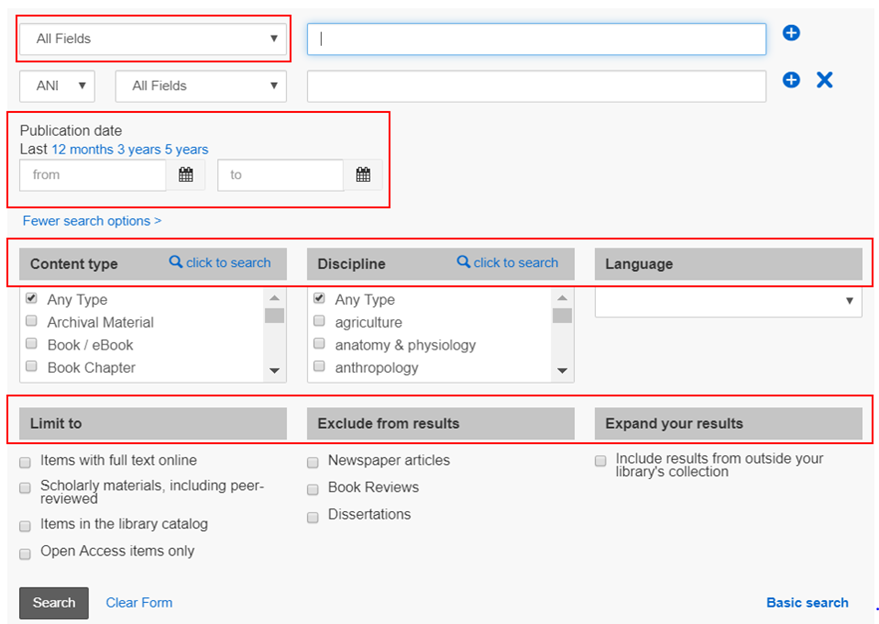 All Fields
ANI All Fields
Publication date
Last 12 months 3 years 5 years
from to
Fewer search options >
Content type click to search Discipline click to search Language
Any Type Any Type
Archival Material agriculture
Book / eBook anatomy & physiology
Book Chapter anthropology
Limit to Exclude from results Expand your results
Items with full text online Newspaper articles Include results from outside your
library's collection
Scholarly materials, including peer-
reviewed Book Reviews
Items in the library catalog Dissertations
Open Access items only
Search Clear Form Basic search .